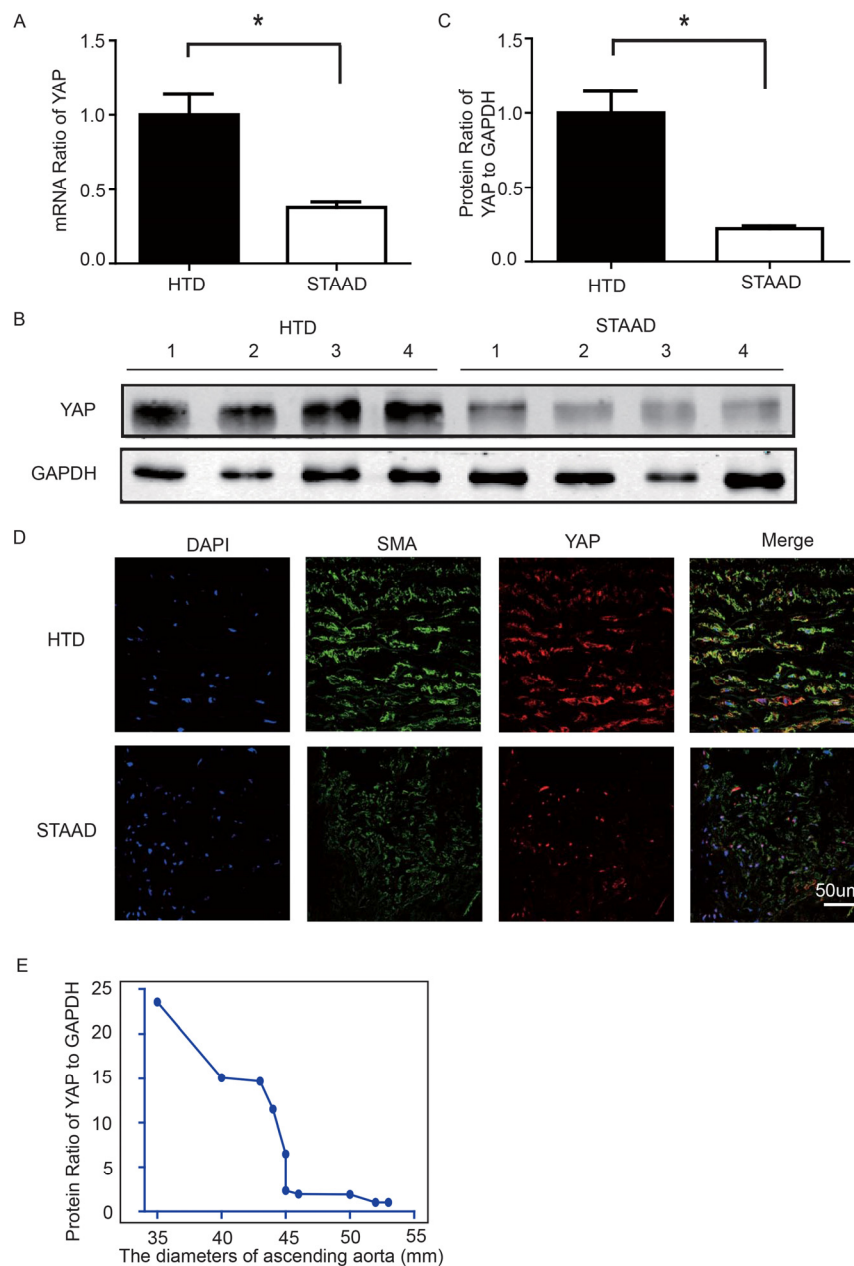 A
mRNA Ratio of YAP
1.5
1.0
0.5
0.0
*
HTD
STAAD
C
Protein Ratio of
YAP to GAPDH
1.5
1.0
0.5
0.0
*
HTD
STAAD
B
HTD
STAAD
1 2 3 4 1 2 3 4
YAP
GAPDH
D
DAPI SMA YAP Merge
HTD
STAAD
50um
E
Protein Ratio of YAP to GAPDH
25
20
15
10
5
0
35 40 45 50 55
The diameters of ascending aorta (mm)